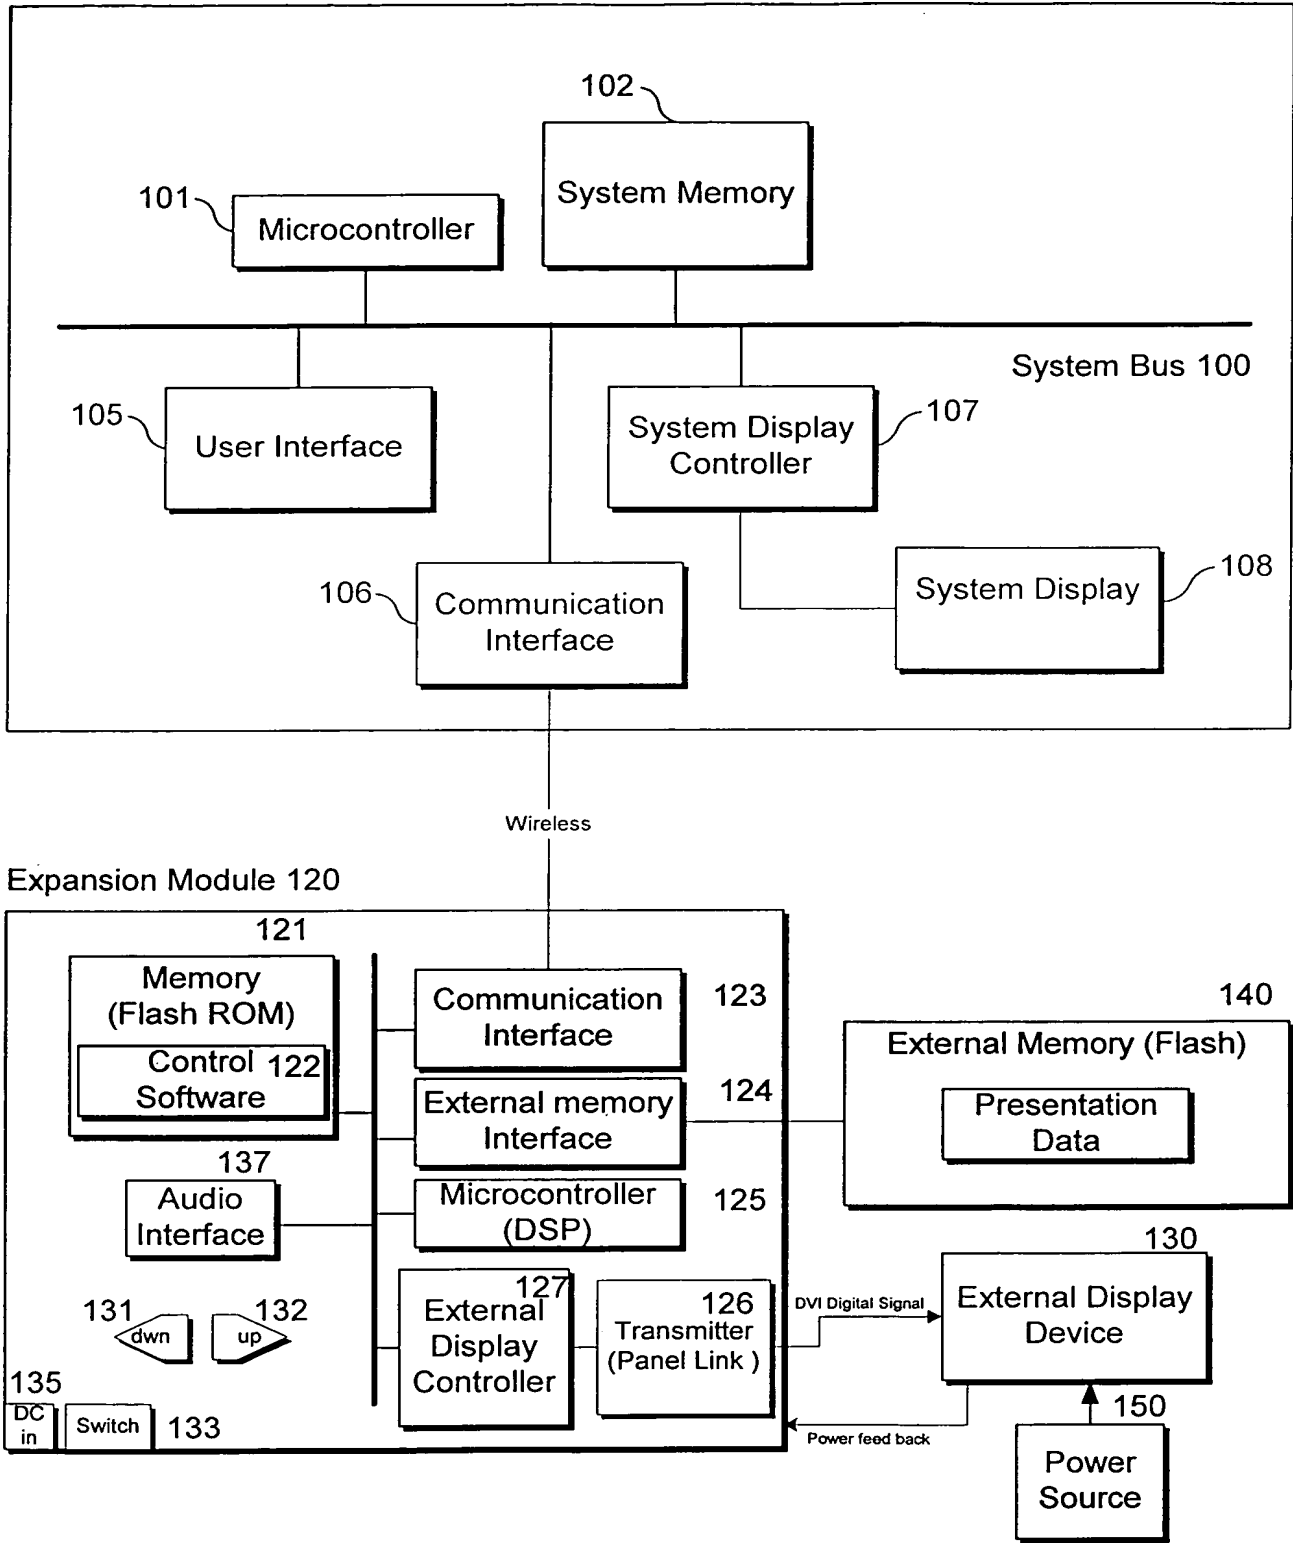 102
System Memory
101
Microcontroller
System Bus 100
105
User Interface
System Display
Controller
107
106
Communication
Interface
System Display
108
Wireless
Expansion Module 120
121
Memory
(Flash ROM)
Control
Software
122
Communication
Interface
123
External memory
Interface
124
140
External Memory (Flash)
Presentation
Data
137
Audio
Interface
Microcontroller
(DSP)
125
131
dwn
132
up
127
External
Display
Controller
126
Transmitter
(Panel Link )
DVI Digital Signal
130
External Display
Device
135
DC
in
Switch
133
Power feed back
150
Power
Source